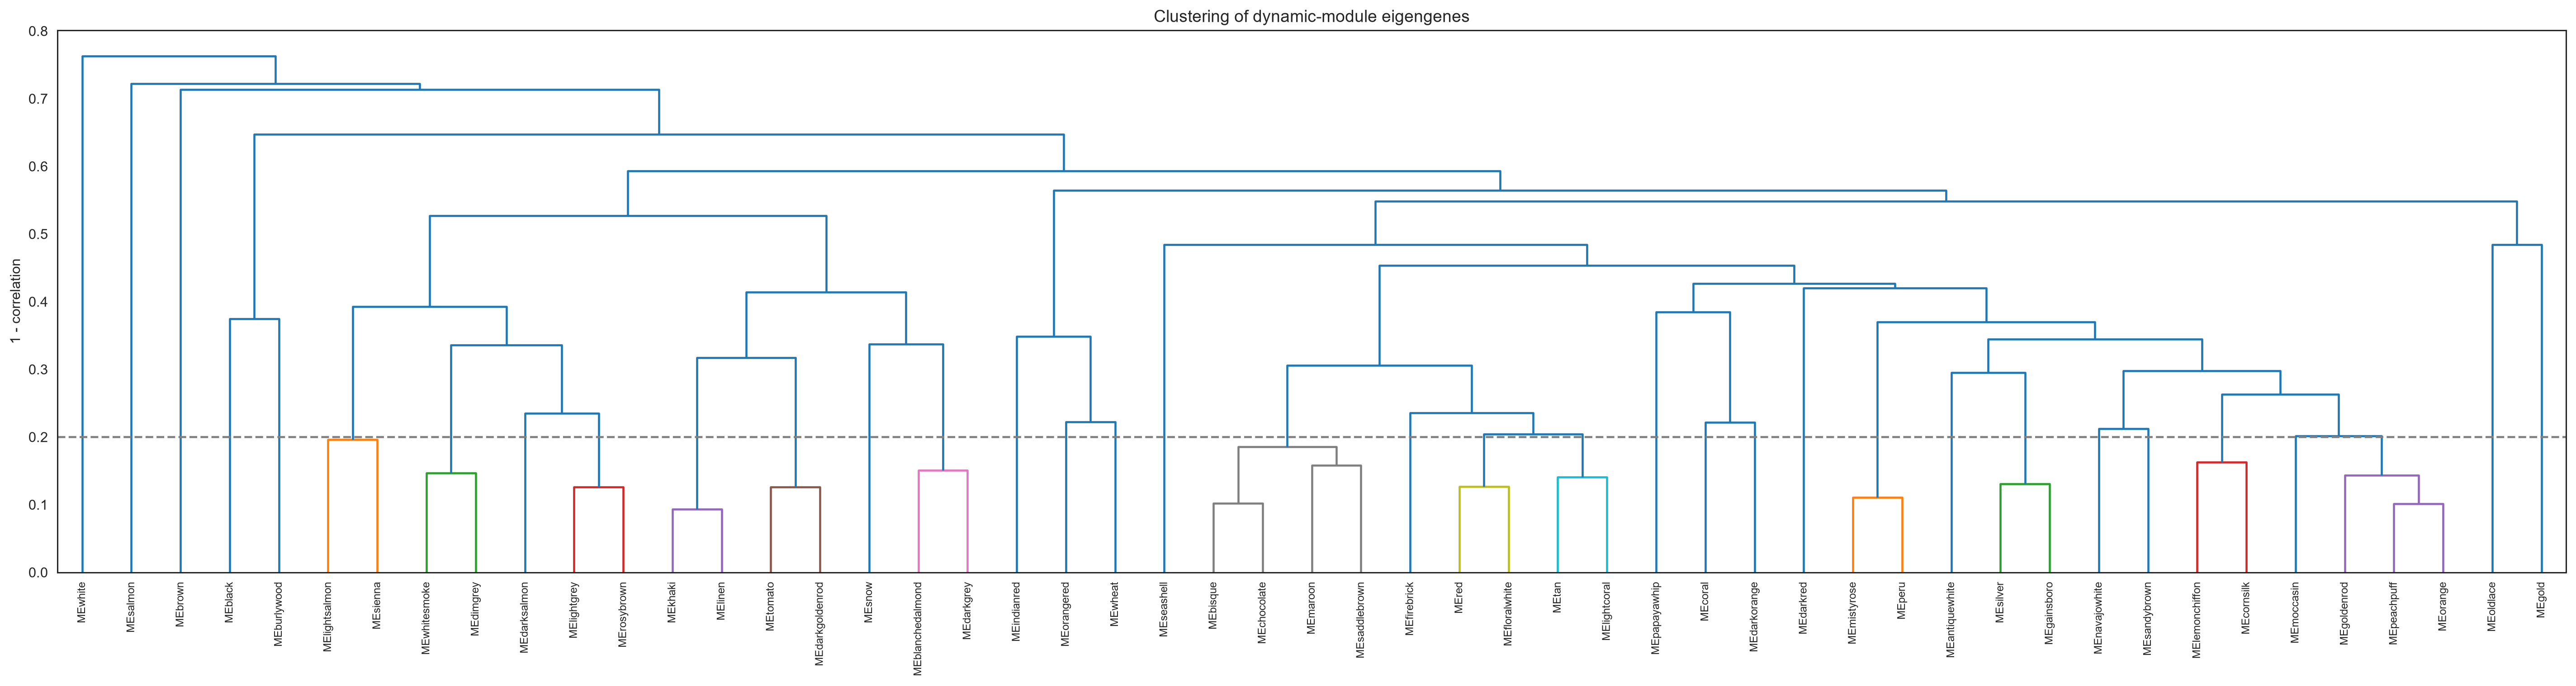 Clustering of dynamic-module eigengenes
0.8
0.7
0.6
0.5
0.4
0.3
0.2
0.1
0.0
1 - correlation
MEwhite
MEsalmon
MEbrown
MEblack
MEburlywood
MElightsalmon
MEsienna
MEwhitesmoke
MEdimgrey
MEdarksalmon
MElightgrey
MErosybrown
MEkhaki
MElinen
MEtomato
MEdarkgoldenrod
MEsnow
MEblanchedalmond
MEdarkgrey
MEindianred
MEorangered
MEwheat
MEseashell
MEbisque
MEchocolate
MEmaroon
MEsaddlebrown
MEfirebrick
MEred
MEfloralwhite
MEtan
MElightcoral
MEpapayawhip
MEcoral
MEdarkorange
MEdarkred
MEmistyrose
MEperu
MEantiquewhite
MEsilver
MEgainsboro
MEnavajowhite
MEsandybrown
MElemonchiffon
MEcornsilk
MEmoccasin
MEgoldenrod
MEpeachpuff
MEorange
MEoldlace
MEgold